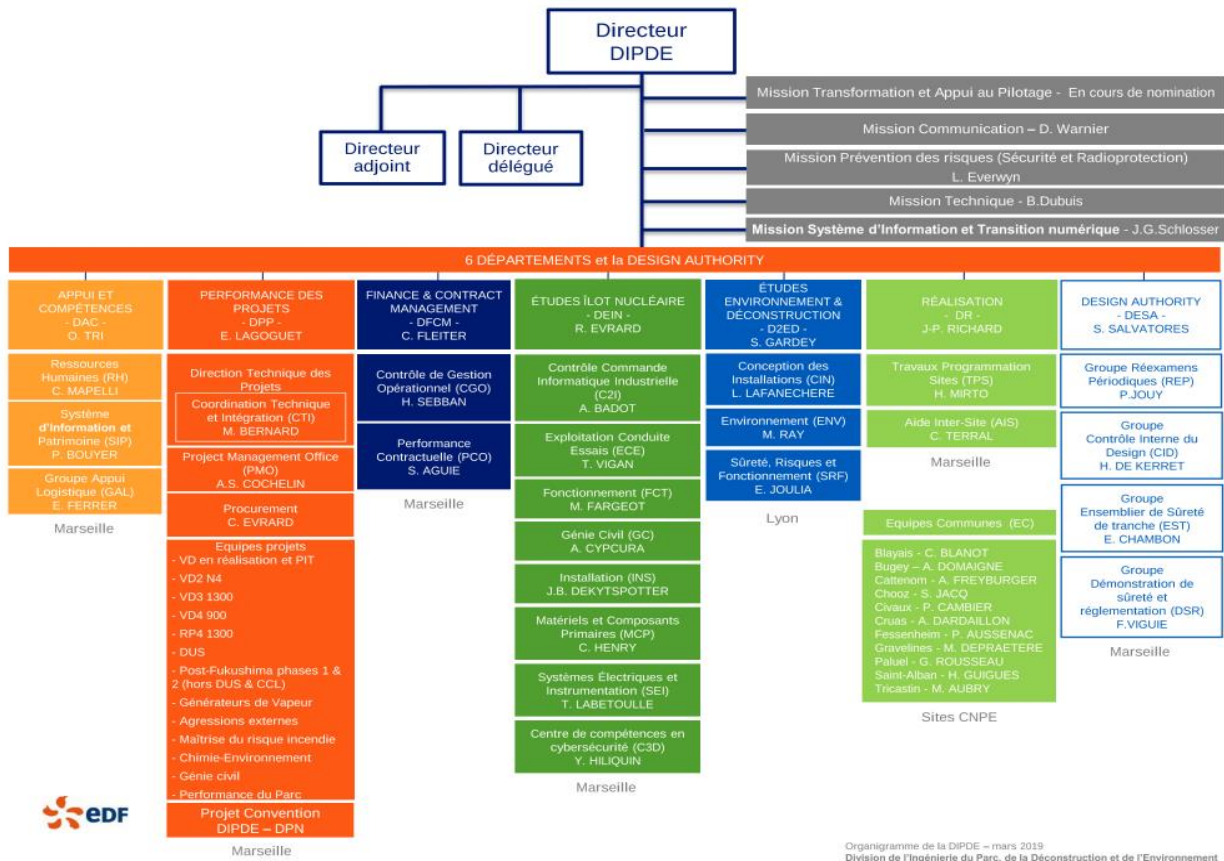 Directeur
DIPDE
Directeur
adjoint
Directeur
délégué
Mission Transformation et Appui au Pilotage - En cours de nomination
Mission Communication – D. Warnier
Mission Prévention des risques (Sécurité et Radioprotection)
L. Everwyn
Mission Technique - B.Dubuis
Mission Système d'Information et Transition numérique - J.G.Schlosser
6 DÉPARTEMENTS et la DESIGN AUTHORITY
APPUI ET
COMPÉTENCES
- DAC -
O. TRI
Ressources
Humaines (RH)
C. MAPELLI
Système
d'Information et
Patrimoine (SIP)
P. BOUYER
Groupe Appui
Logistique (GAL)
E. FERRER
Marseille
PERFORMANCE DES
PROJETS
- DPP -
E. LAGOGUET
Direction Technique des
Projets
Coordination Technique
et Intégration (CTI)
M. BERNARD
Project Management Office
(PMO)
A.S. COCHELIN
Procurement
C. EVRARD
Equipes projets
- VD en réalisation et PIT
- VD2 N4
- VD3 1300
- VD4 900
- RP4 1300
- DUS
- Post-Fukushima phases 1 &
2 (hors DUS & CCL)
- Générateurs de Vapeur
- Agressions externes
- Maîtrise du risque incendie
- Chimie-Environnement
- Génie civil
- Performance du Parc
Projet Convention
DIPDE – DPN
Marseille
FINANCE & CONTRACT
MANAGEMENT
- DFCM -
C. FLEITER
Contrôle de Gestion
Opérationnel (CGO)
H. SEBBAN
Performance
Contractuelle (PCO)
S. AGUIE
Marseille
ÉTUDES ÎLOT NUCLÉAIRE
- DEIN -
R. EVRARD
Contrôle Commande
Informatique Industrielle
(C2I)
A. BADOT
Exploitation Conduite
Essais (ECE)
T. VIGAN
Fonctionnement (FCT)
M. FARGEOT
Génie Civil (GC)
A. CYPCURA
Installation (INS)
J.B. DEKYTSPOTTER
Matériels et Composants
Primaires (MCP)
C. HENRY
Systèmes Électriques et
Instrumentation (SEI)
T. LABETOULLE
Centre de compétences en
cybersécurité (C3D)
Y. HILIQUIN
Marseille
ÉTUDES
ENVIRONNEMENT &
DÉCONSTRUCTION
- D2ED -
S. GARDEY
Conception des
Installations (CIN)
L. LAFANECHERE
Environnement (ENV)
M. RAY
Sûreté, Risques et
Fonctionnement (SRF)
E. JOULIA
Lyon
RÉALISATION
- DR -
J-P. RICHARD
Travaux Programmation
Sites (TPS)
H. MIRTO
Aide Inter-Site (AIS)
C. TERRAL
Marseille
Equipes Communes (EC)
Blayais - C. BLANOT
Bugey – A. DOMAIGNE
Cattenom - A. FREYBURGER
Chooz - S. JACQ
Civaux - P. CAMBIER
Cruas - A. DARDAILLON
Fessenheim - P. AUSSENAC
Gravelines - M. DEPRAETERE
Paluel - G. ROUSSEAU
Saint-Alban - H. GUIGUES
Tricastin - M. AUBRY
Sites CNPE
DESIGN AUTHORITY
- DESA -
S. SALVATORES
Groupe Réexamens
Périodiques (REP)
P.JOUY
Groupe
Contrôle Interne du
Design (CID)
H. DE KERRET
Groupe
Ensemblier de Sûreté
de tranche (EST)
E. CHAMBON
Groupe
Démonstration de
sûreté et
réglementation (DSR)
F.VIGUIE
Marseille
eDF
Organigramme de la DIPDE – mars 2019
Division de l'Ingénierie du Parc, de la Déconstruction et de l'Environnement